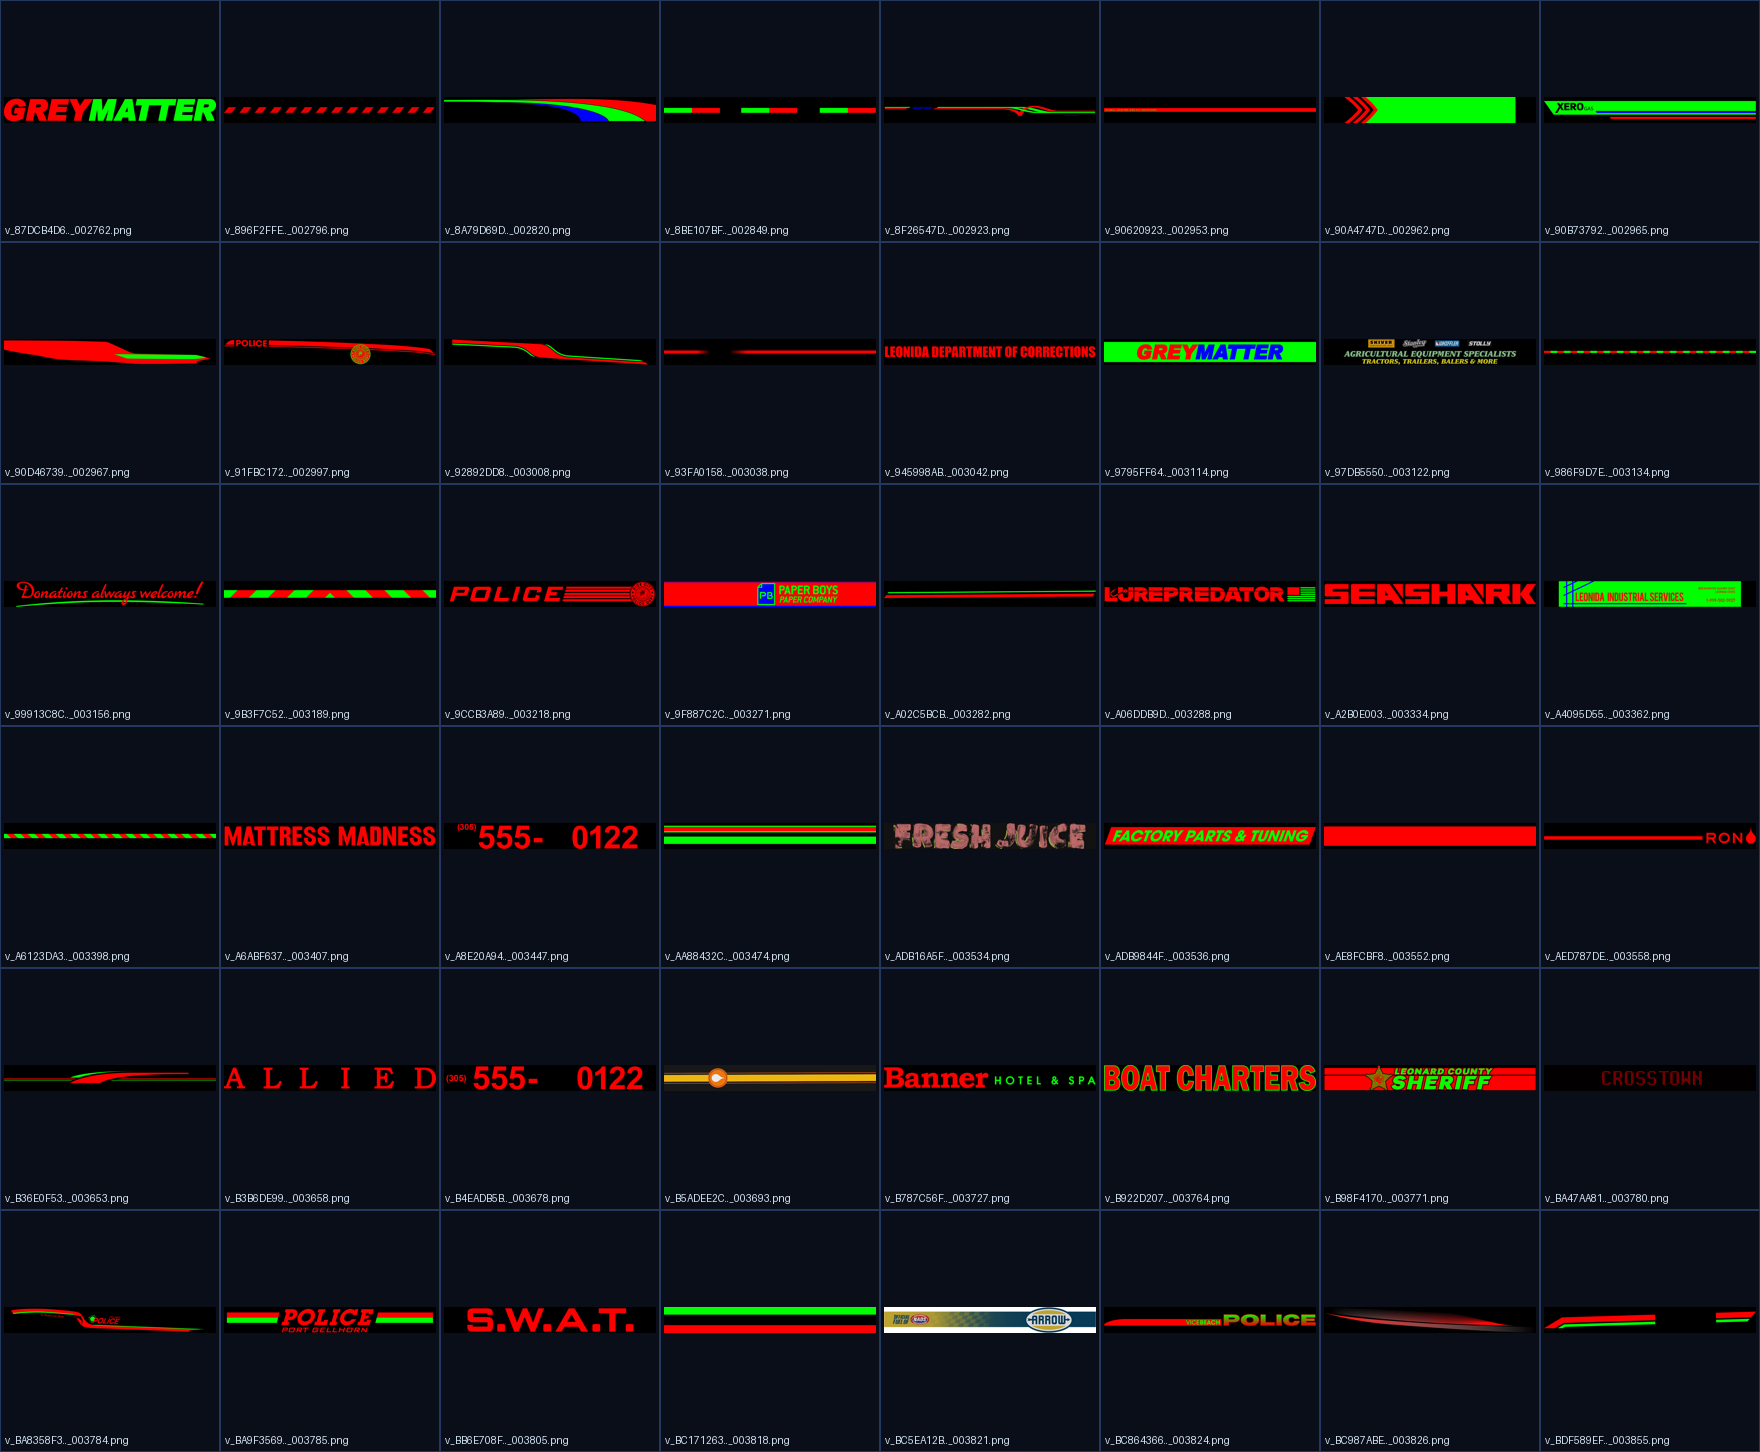 GREYMATTER
XERO GAS
v_87DCB4D6.._002762.png
v_896F2FFE.._002796.png
v_8A79D69D.._002820.png
v_8BE107BF.._002849.png
v_8F26547D.._002923.png
v_90620923.._002953.png
v_90A4747D.._002962.png
v_90B73792.._002965.png
POLICE
LEONIDA DEPARTMENT OF CORRECTIONS
GREYMATTER
SKIVER Stanley STOLLY
AGRICULTURAL EQUIPMENT SPECIALISTS
TRACTORS, TRAILERS, BALERS & MORE
v_90D46739.._002967.png
v_91FBC172.._002997.png
v_92892DD8.._003008.png
v_93FA0158.._003038.png
v_945998AB.._003042.png
v_9795FF64.._003114.png
v_97DB5550.._003122.png
v_986F9D7E.._003134.png
Donations always welcome!
POLICE
PB PAPER BOYS
PAPER COMPANY
LUREPREDATOR
SEASHARK
LEONIDA INDUSTRIAL SERVICES
v_99913C8C.._003156.png
v_9B3F7C52.._003189.png
v_9CCB3A89.._003218.png
v_9F887C2C.._003271.png
v_A02C5BCB.._003282.png
v_A06DDB9D.._003288.png
v_A2B0E003.._003334.png
v_A4095D55.._003362.png
MATTRESS MADNESS
(305) 555- 0122
FRESH JUICE
FACTORY PARTS & TUNING
RON
v_A6123DA3.._003398.png
v_A6ABF637.._003407.png
v_A8E20A94.._003447.png
v_AA88432C.._003474.png
v_ADB16A5F.._003534.png
v_ADB9844F.._003536.png
v_AE8FCBF8.._003552.png
v_AED787DE.._003558.png
ALLIED
(305) 555- 0122
Banner HOTEL & SPA
BOAT CHARTERS
LEONARD COUNTY
SHERIFF
CROSSTOWN
v_B36E0F53.._003653.png
v_B3B6DE99.._003658.png
v_B4EADB5B.._003678.png
v_B5ADEE2C.._003693.png
v_B787C56F.._003727.png
v_B922D207.._003764.png
v_B98F4170.._003771.png
v_BA47AA81.._003780.png
POLICE
POLICE
PORT GELLHORN
S.W.A.T.
ARROW
VICE BEACH POLICE
v_BA8358F3.._003784.png
v_BA9F3569.._003785.png
v_BB6E708F.._003805.png
v_BC171263.._003818.png
v_BC5EA12B.._003821.png
v_BC864366.._003824.png
v_BC987ABE.._003826.png
v_BDF589EF.._003855.png